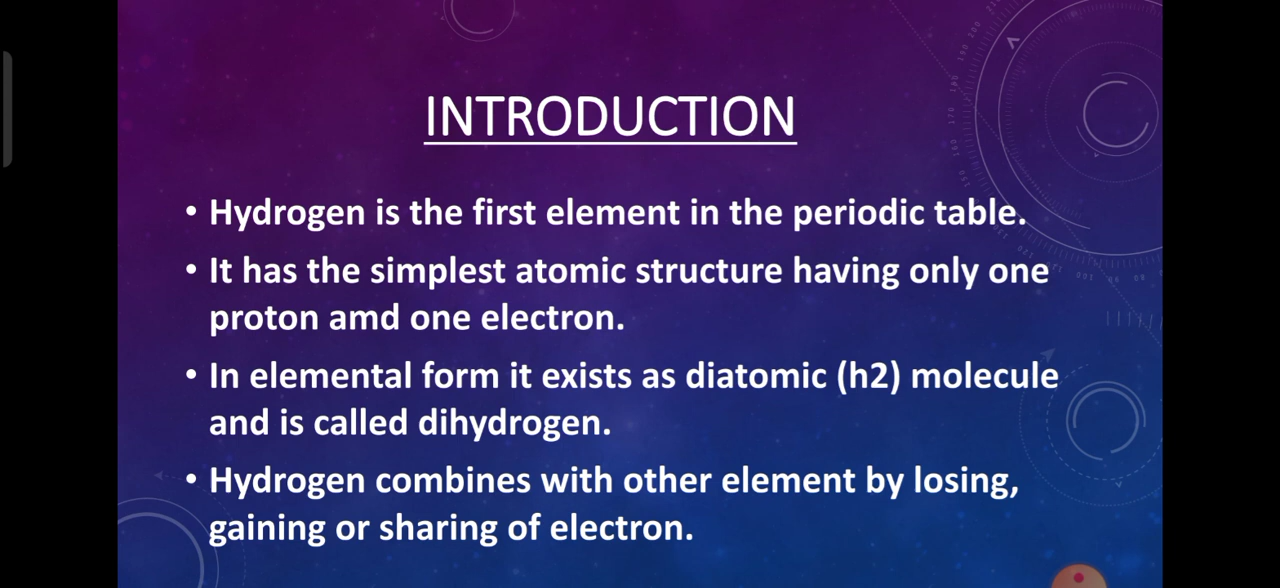 INTRODUCTION
• Hydrogen is the first element in the periodic table.
• It has the simplest atomic structure having only one
proton amd one electron.
• In elemental form it exists as diatomic (h2) molecule
and is called dihydrogen.
• Hydrogen combines with other element by losing,
gaining or sharing of electron.